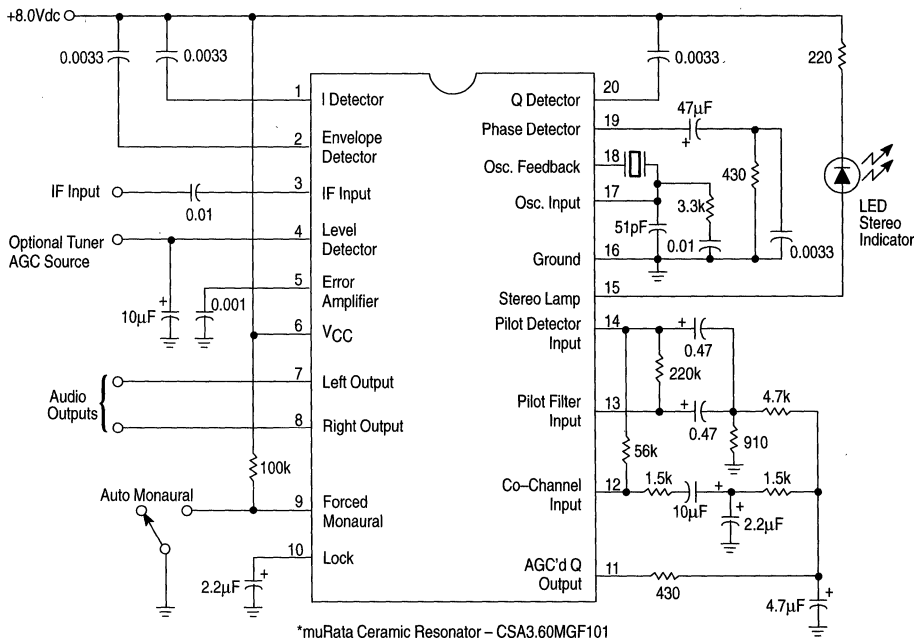 +8.0Vdc
0.0033
0.0033
0.0033
220
1
I Detector
Q Detector
20
47µF
+
2
Envelope
Detector
Phase Detector
19
Osc. Feedback
18
430
IF Input
0.01
3
IF Input
Osc. Input
17
3.3k
51pF
0.01
0.0033
LED
Stereo
Indicator
Optional Tuner
AGC Source
4
Level
Detector
Ground
16
+
10µF
0.001
5
Error
Amplifier
Stereo Lamp
15
6
VCC
Pilot Detector
Input
14
+
0.47
220k
Audio
Outputs
7
Left Output
8
Right Output
Pilot Filter
Input
13
+
0.47
4.7k
910
56k
100k
Auto Monaural
9
Forced
Monaural
Co–Channel
Input
12
1.5k
10µF
+
1.5k
+
2.2µF
10
Lock
2.2µF
+
AGC'd Q
Output
11
430
4.7µF
+
*muRata Ceramic Resonator – CSA3.60MGF101